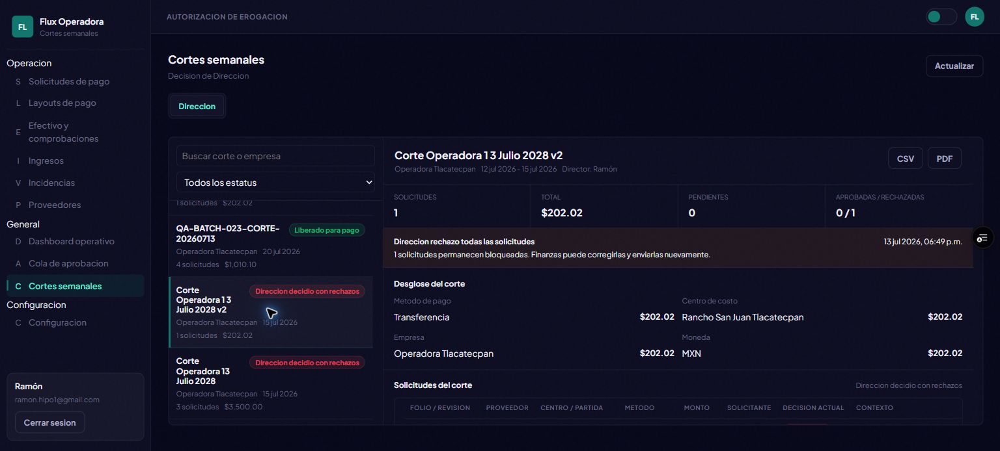 FL
Flux Operadora
Cortes semanales
Operacion
S Solicitudes de pago
L Layouts de pago
E Efectivo y
comprobaciones
I Ingresos
V Incidencias
P Proveedores
General
D Dashboard operativo
A Cola de aprobacion
C Cortes semanales
Configuracion
C Configuracion
Ramón
ramon.hipo1@gmail.com
Cerrar sesion
AUTORIZACION DE EROGACION
FL
Cortes semanales
Decision de Direccion
Actualizar
Direccion
Buscar corte o empresa
Todos los estatus
1 solicitudes $202.02
QA-BATCH-023-CORTE-
20260713
Liberado para pago
Operadora Tlacatecpan 20 jul 2026
4 solicitudes $1,010.10
Corte
Operadora 1 3
Julio 2028 v2
Direccion decidio con rechazos
Operadora Tlacatecpan 15 jul 2026
1 solicitudes $202.02
Corte
Operadora 13
Julio 2028
Direccion decidio con rechazos
Operadora Tlacatecpan 15 jul 2026
3 solicitudes $3,500.00
Corte Operadora 1 3 Julio 2028 v2
Operadora Tlacatecpan 12 jul 2026 - 15 jul 2026 Director: Ramón
CSV PDF
SOLICITUDES TOTAL PENDIENTES APROBADAS / RECHAZADAS
1 $202.02 0 0 / 1
Direccion rechazo todas las solicitudes 13 jul 2026, 06:49 p.m.
1 solicitudes permanecen bloqueadas. Finanzas puede corregirlas y enviarlas nuevamente.
Desglose del corte
Metodo de pago Centro de costo
Transferencia $202.02 Rancho San Juan Tlacatecpan $202.02
Empresa Moneda
Operadora Tlacatecpan $202.02 MXN $202.02
Solicitudes del corte Direccion decidio con rechazos
FOLIO / REVISION PROVEEDOR CENTRO / PARTIDA METODO MONTO SOLICITANTE DECISION ACTUAL CONTEXTO